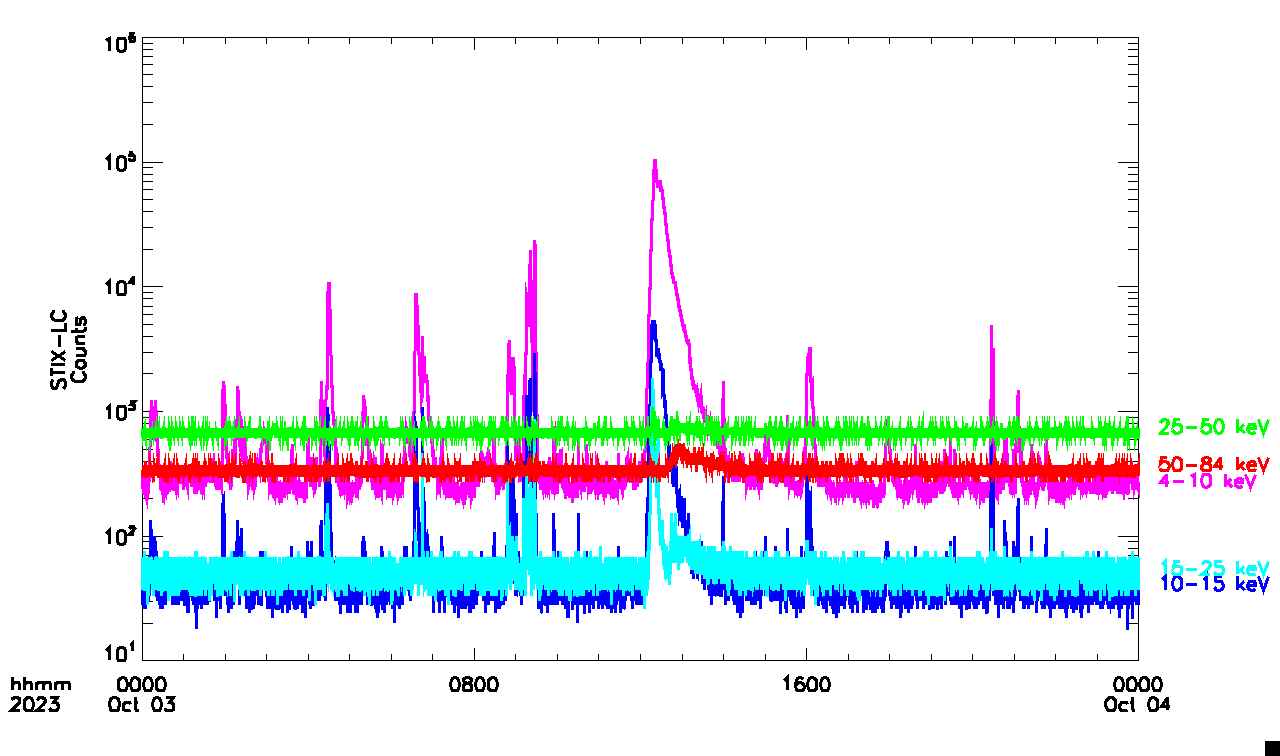 10^6
10^5
10^4
10^3
10^2
10^1
STIX-LC
Counts
25-50 keV
50-84 keV
4-10 keV
15-25 keV
10-15 keV
hhmm 0000 0800 1600 0000
2023 Oct 03 Oct 04